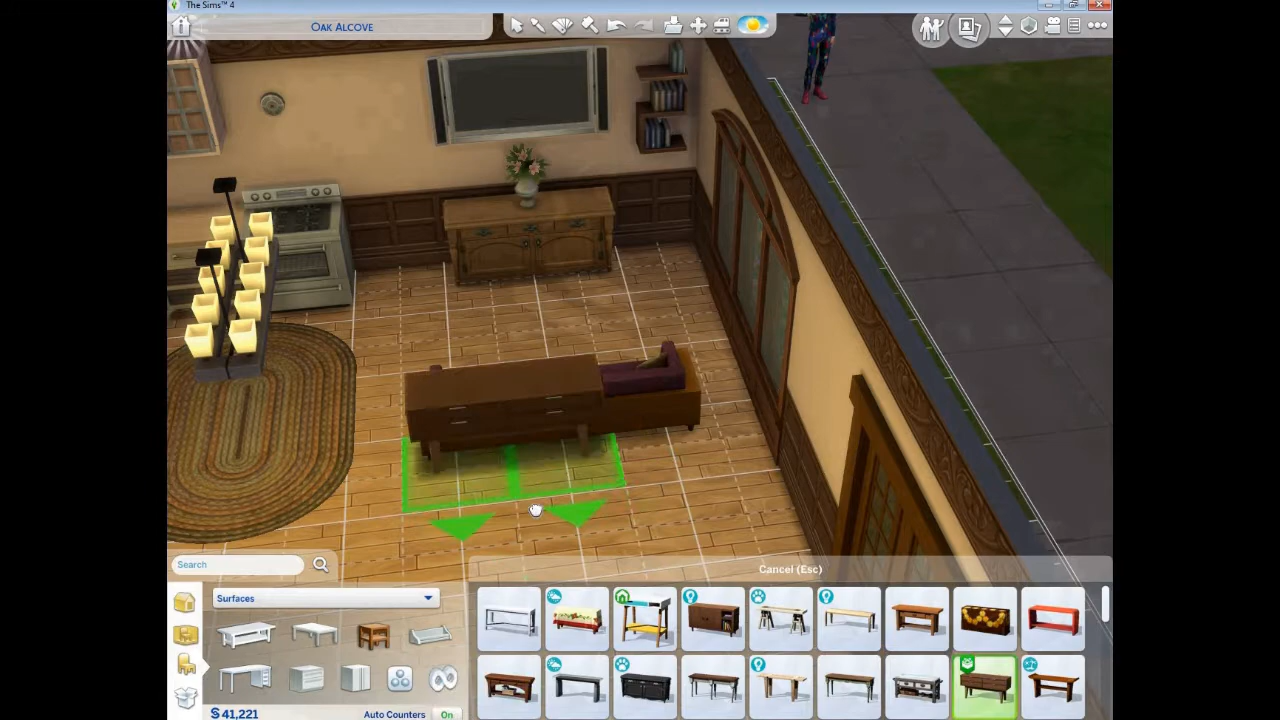 The Sims™ 4
OAK ALCOVE
Cancel (Esc)
Search
Surfaces
§41,221
Auto Counters
On